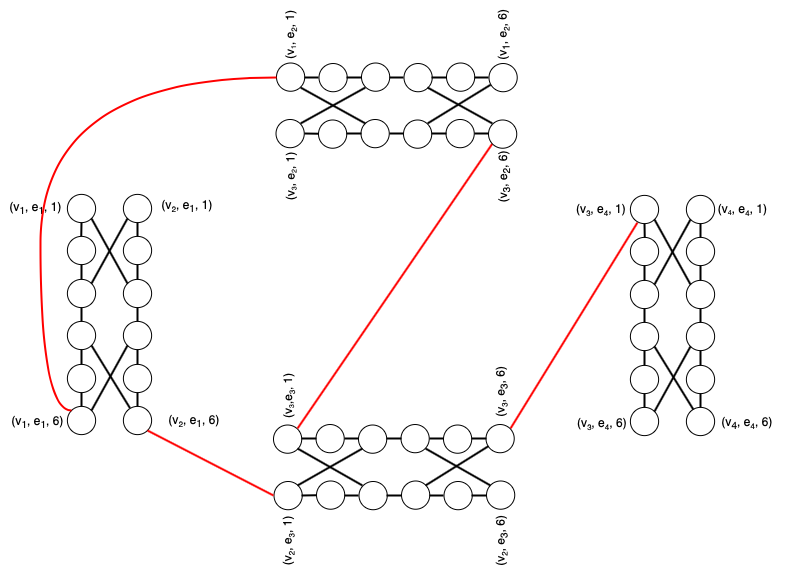 (v₁, e₂, 1)
(v₁, e₂, 6)
(v₃, e₂, 1)
(v₃, e₂, 6)
(v₁, e₁, 1)
(v₂, e₁, 1)
(v₃, e₄, 1)
(v₄, e₄, 1)
(v₁, e₁, 6)
(v₂, e₁, 6)
(v₃,e₃, 1)
(v₃, e₃, 6)
(v₃, e₄, 6)
(v₄, e₄, 6)
(v₂, e₃, 1)
(v₂, e₃, 6)